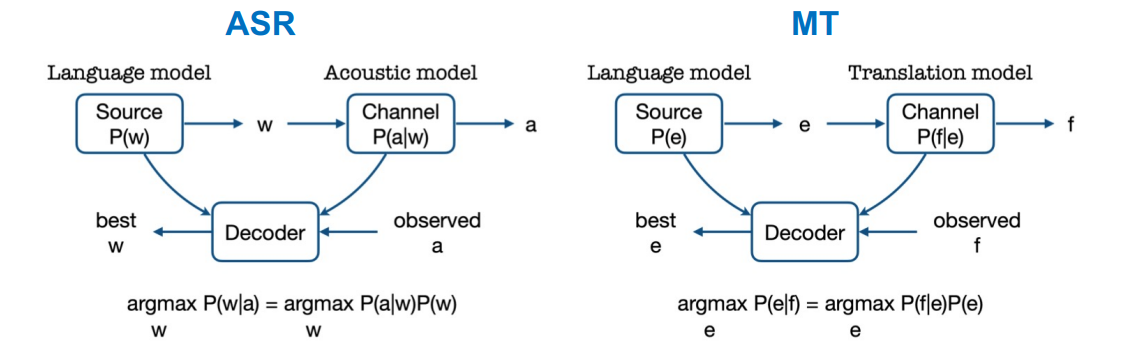 ASR
Language model Acoustic model
Source
P(w)
w
Channel
P(a|w)
a
best
w
Decoder
observed
a
argmax P(w|a) = argmax P(a|w)P(w)
w w
MT
Language model Translation model
Source
P(e)
e
Channel
P(f|e)
f
best
e
Decoder
observed
f
argmax P(e|f) = argmax P(f|e)P(e)
e e